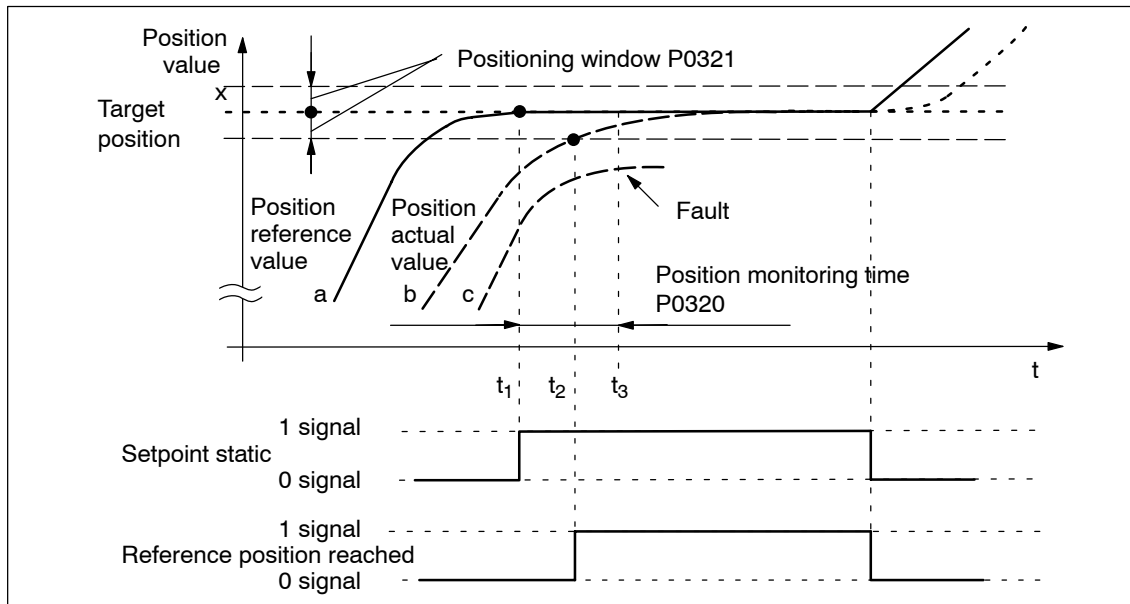 Position
value
x
Positioning window P0321
Target
position
Position
reference
value
Position
actual
value
Fault
a
b
c
Position monitoring time
P0320
t
t1
t2
t3
1 signal
Setpoint static
0 signal
1 signal
Reference position reached
0 signal